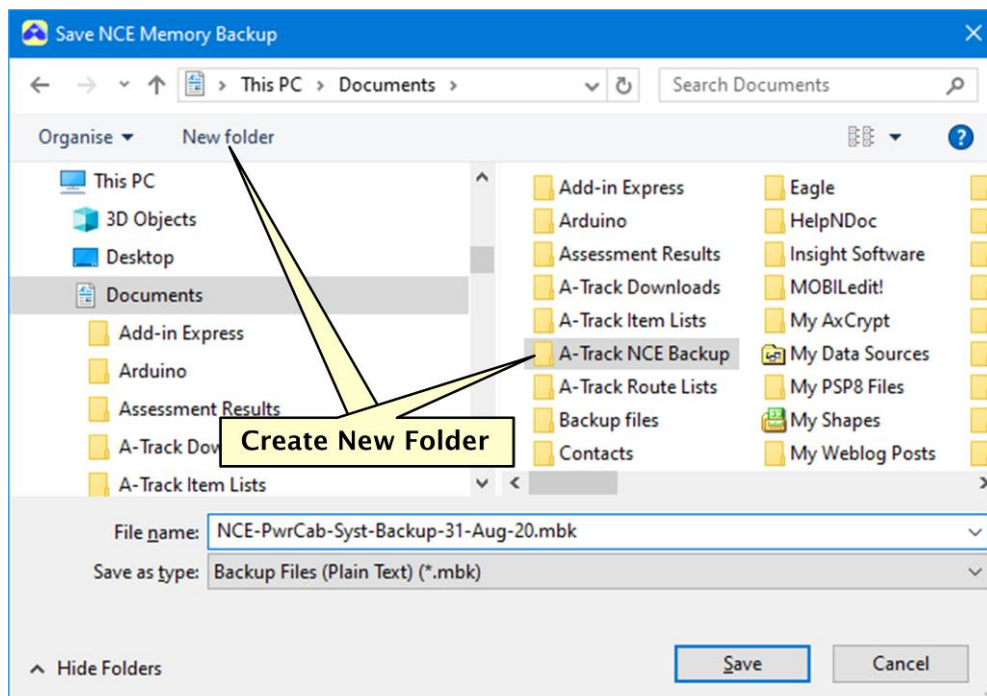 Save NCE Memory Backup
This PC > Documents >
Search Documents
Organise
New folder
?
This PC
3D Objects
Desktop
Documents
Add-in Express
Arduino
Assessment Results
A-Track Dow
A-Track Item Lists
Add-in Express
Arduino
Assessment Results
A-Track Downloads
A-Track Item Lists
A-Track NCE Backup
A-Track Route Lists
Backup files
Contacts
Eagle
HelpNDoc
Insight Software
MOBILedit!
My AxCrypt
My Data Sources
My PSP8 Files
My Shapes
My Weblog Posts
Create New Folder
File name: NCE-PwrCab-Syst-Backup-31-Aug-20.mbk
Save as type: Backup Files (Plain Text) (*.mbk)
Hide Folders
Save
Cancel